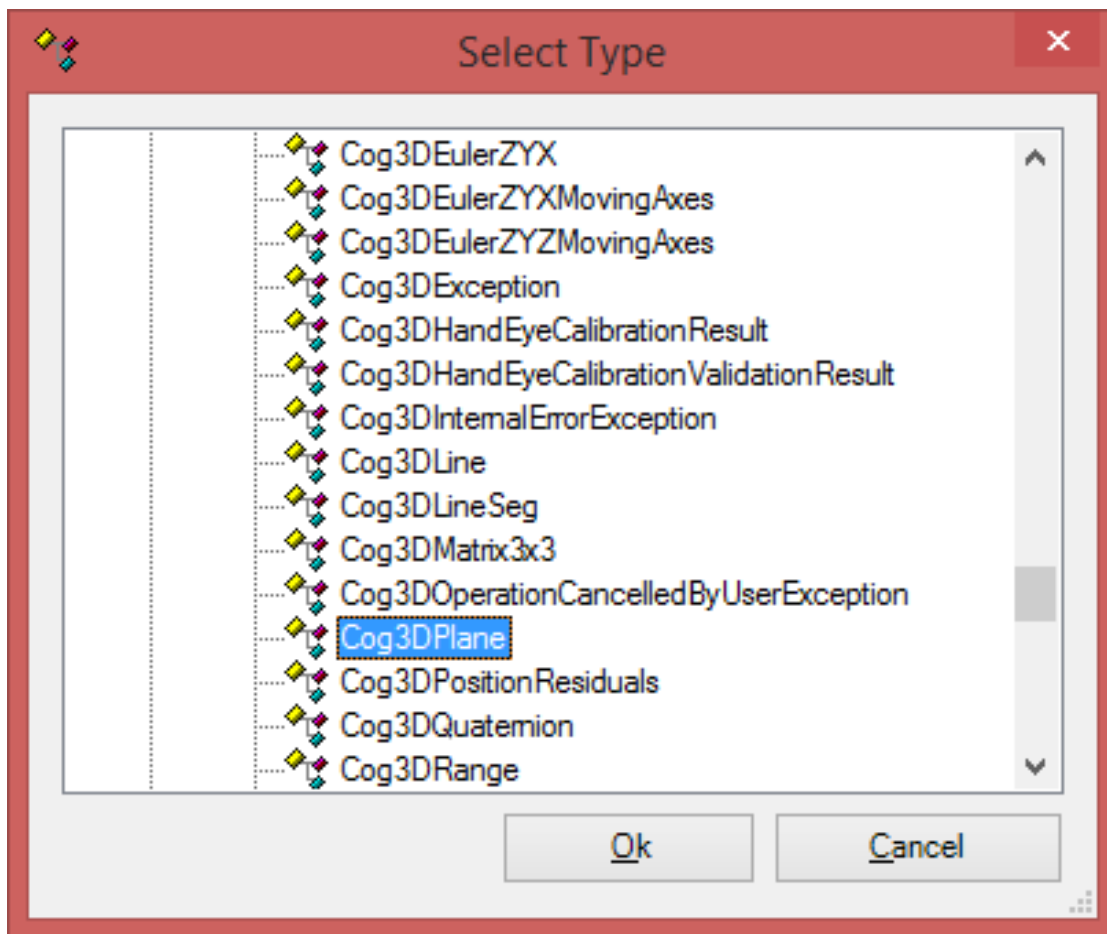 Select Type
Cog3DEulerZYX
Cog3DEulerZYXMovingAxes
Cog3DEulerZYZMovingAxes
Cog3DException
Cog3DHandEyeCalibrationResult
Cog3DHandEyeCalibrationValidationResult
Cog3DInternalErrorException
Cog3DLine
Cog3DLineSeg
Cog3DMatrix3x3
Cog3DOperationCancelledByUserException
Cog3DPlane
Cog3DPositionResiduals
Cog3DQuaternion
Cog3DRange
Ok Cancel